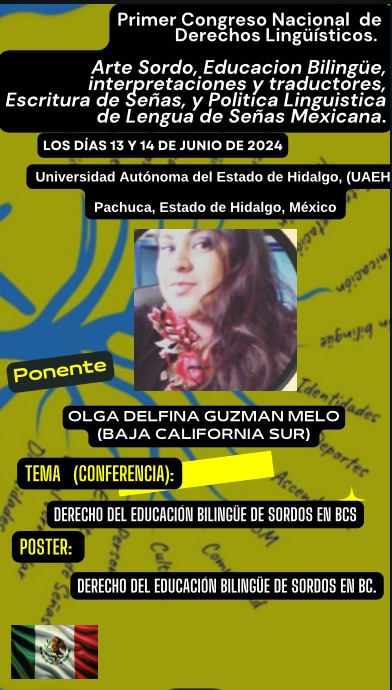 Primer Congreso Nacional de
Derechos Lingüísticos.
Arte Sordo, Educacion Bilingüe,
interpretaciones y traductores,
Escritura de Señas, y Politica Linguistica
de Lengua de Señas Mexicana.
LOS DÍAS 13 Y 14 DE JUNIO DE 2024
Universidad Autónoma del Estado de Hidalgo, (UAEH
Pachuca, Estado de Hidalgo, México
Ponente
Identidades
OLGA DELFINA GUZMAN MELO
(BAJA CALIFORNIA SUR)
TEMA (CONFERENCIA):
DERECHO DEL EDUCACIÓN BILINGÜE DE SORDOS EN BCS
POSTER:
DERECHO DEL EDUCACIÓN BILINGÜE DE SORDOS EN BC.